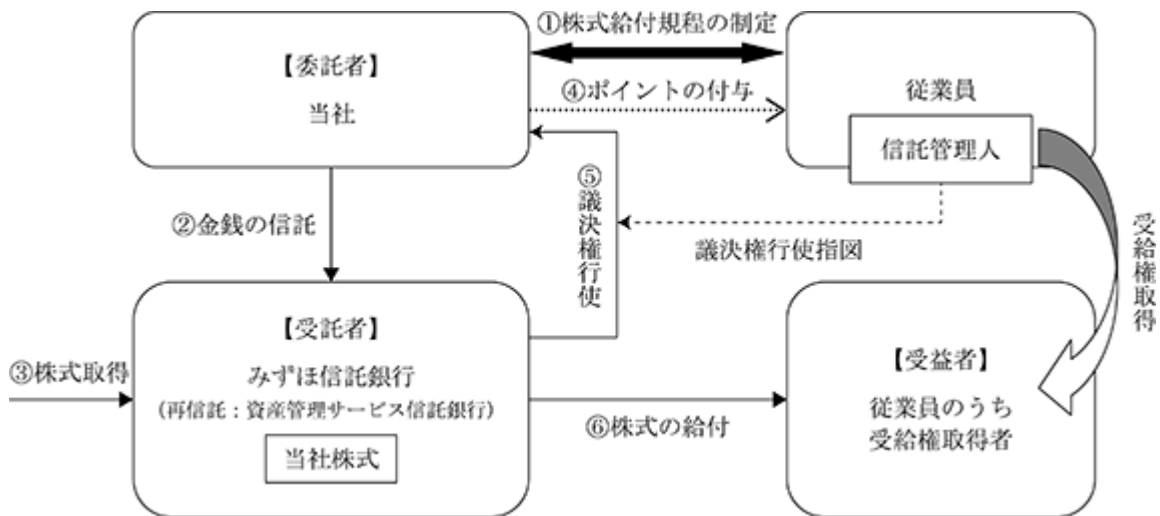 ①株式給付規程の制定
【委託者】
当社
④ポイントの付与
従業員
信託管理人
②金銭の信託
⑤議決権行使
議決権行使指図
受給権取得
③株式取得
【受託者】
みずほ信託銀行
(再信託：資産管理サービス信託銀行)
当社株式
⑥株式の給付
【受益者】
従業員のうち
受給権取得者